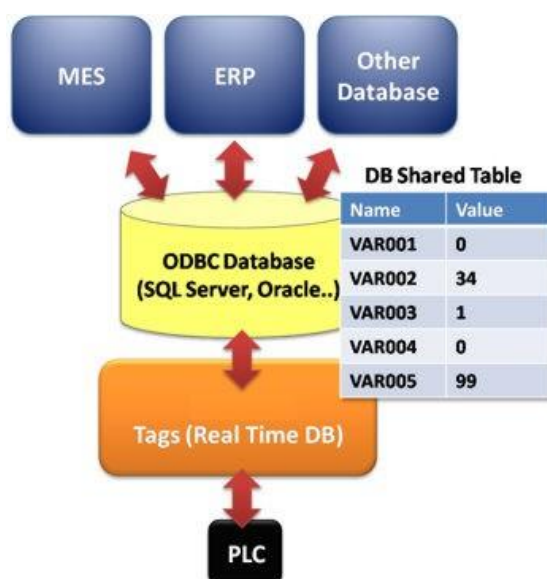 MES
ERP
Other
Database
DB Shared Table
Name Value
VAR001 0
VAR002 34
VAR003 1
VAR004 0
VAR005 99
ODBC Database
(SQL Server, Oracle..)
Tags (Real Time DB)
PLC